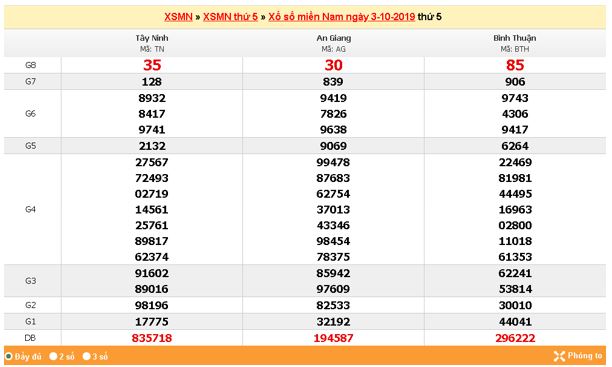 XSMN » XSMN thứ 5 » Xổ số miền Nam ngày 3-10-2019 thứ 5
Tây Ninh An Giang Bình Thuận
Mã: TN Mã: AG Mã: BTH
G8 35 30 85
G7 128 839 906
8932 9419 9743
G6 8417 7826 4306
9741 9638 9417
G5 2132 9069 6264
27567 99478 22469
72493 87683 81981
02719 62754 44495
G4 14561 37013 16963
25761 43346 02800
89817 98454 11018
62374 78375 61353
91602 85942 62241
G3
89016 97609 53814
G2 98196 82533 30010
G1 17775 32192 44041
DB 835718 194587 296222
Đầy đủ 2 số 3 số Phóng to